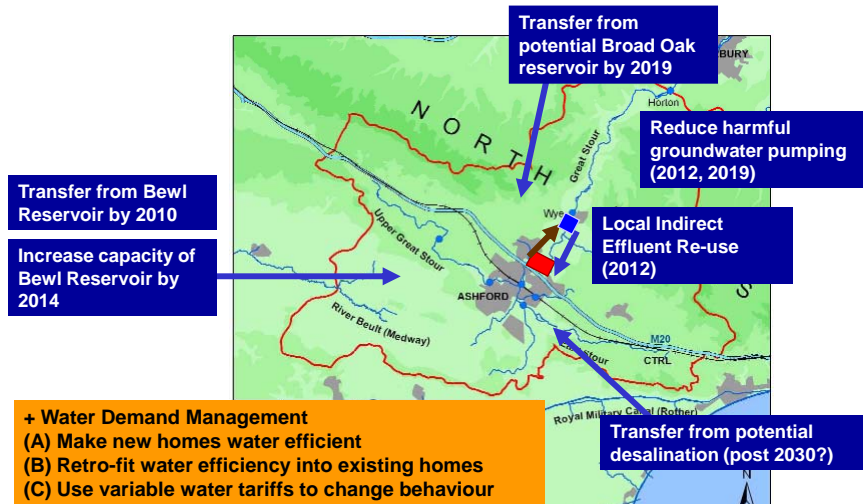 Transfer from
potential Broad Oak
reservoir by 2019
RBURY
Horton
NORTH
Great Stour
Reduce harmful
groundwater pumping
(2012, 2019)
Transfer from Bewl
Reservoir by 2010
Wye
Local Indirect
Effluent Re-use
(2012)
Increase capacity of
Bewl Reservoir by
2014
Upper Great Stour
S
ASHFORD
River Beult (Medway)
M20
CTRL
Stour
Royal Military Canal (Rother)
Transfer from potential
desalination (post 2030?)
N
+ Water Demand Management
(A) Make new homes water efficient
(B) Retro-fit water efficiency into existing homes
(C) Use variable water tariffs to change behaviour